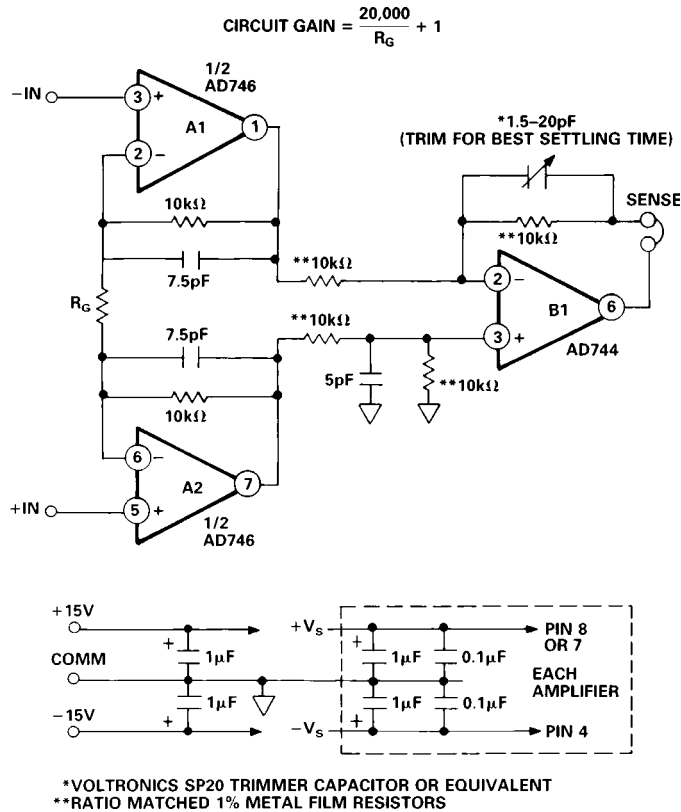 CIRCUIT GAIN = 20,000 / RG + 1
1/2
AD746
–IN
3
+
A1
1
2
–
*1.5–20pF
(TRIM FOR BEST SETTLING TIME)
SENSE
10kΩ
**10kΩ
7.5pF
**10kΩ
2
–
B1
6
RG
7.5pF
**10kΩ
3
+
AD744
5pF
**10kΩ
10kΩ
6
–
A2
7
+IN
5
+
1/2
AD746
+15V
+VS
PIN 8
OR 7
+
1µF
+
1µF
0.1µF
COMM
EACH
AMPLIFIER
1µF
+
1µF
+
0.1µF
–15V
–VS
PIN 4
*VOLTRONICS SP20 TRIMMER CAPACITOR OR EQUIVALENT
**RATIO MATCHED 1% METAL FILM RESISTORS